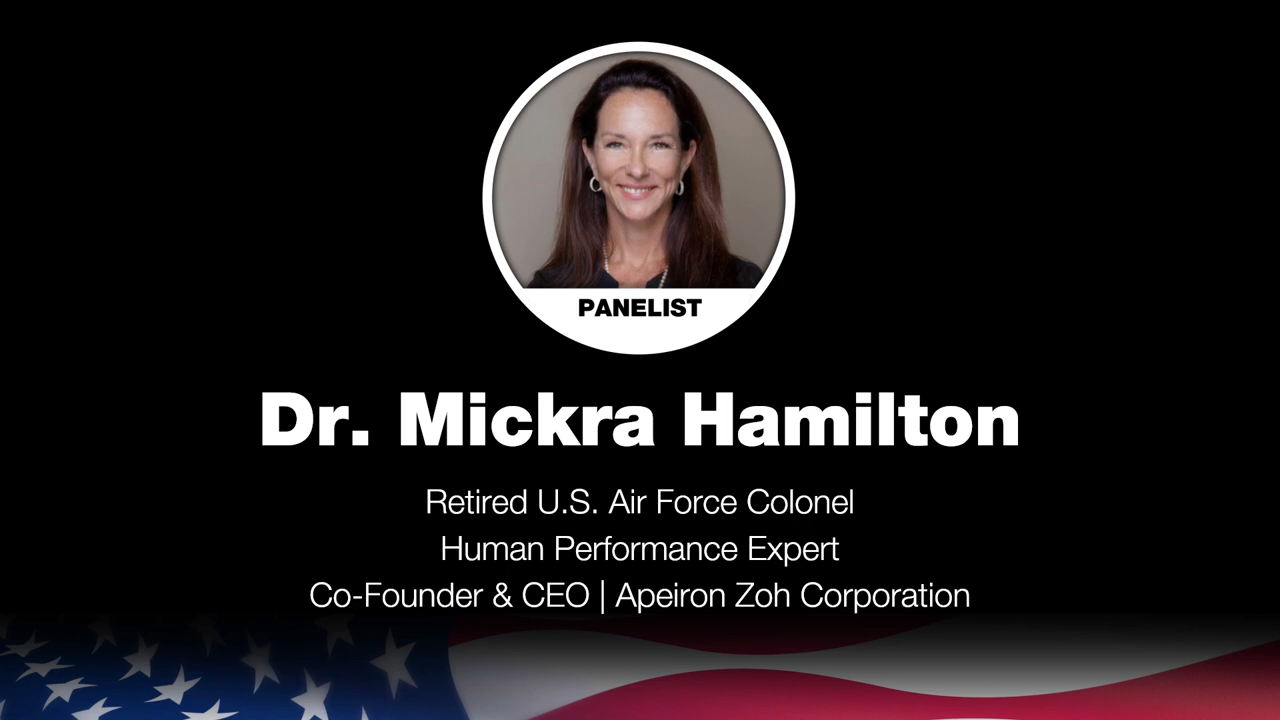 PANELIST
Dr. Mickra Hamilton
Retired U.S. Air Force Colonel
Human Performance Expert
Co-Founder & CEO | Apeiron Zoh Corporation